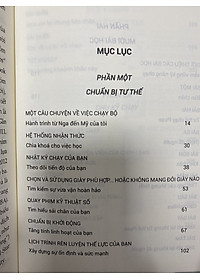 MỤC LỤC
PHẦN MỘT
CHUẨN BỊ TƯ THẾ
MỘT CÂU CHUYỆN VỀ VIỆC CHẠY BỘ
Hành trình từ Nga đến Mỹ của tôi 14
HỆ THỐNG NHẬN THỨC
Chìa khoá cho việc học 30
NHẬT KÝ CHẠY CỦA BẠN
Theo dõi tiến độ của bạn 38
CHỌN VÀ SỬ DỤNG GIÀY PHÙ HỢP... HOẶC KHÔNG MANG ĐÔI GIÀY NÀO
Tìm kiếm sự vừa vặn hoàn hảo 53
QUAY PHIM KỸ THUẬT SỐ
Tìm hiểu sải chân của bạn 61
CHUẨN BỊ KHỞI ĐỘNG
Tăng tính linh hoạt của bạn 67
LỊCH TRÌNH RÈN LUYỆN THỂ LỰC CỦA BẠN
Xây dựng sự ổn định và sức mạnh 102